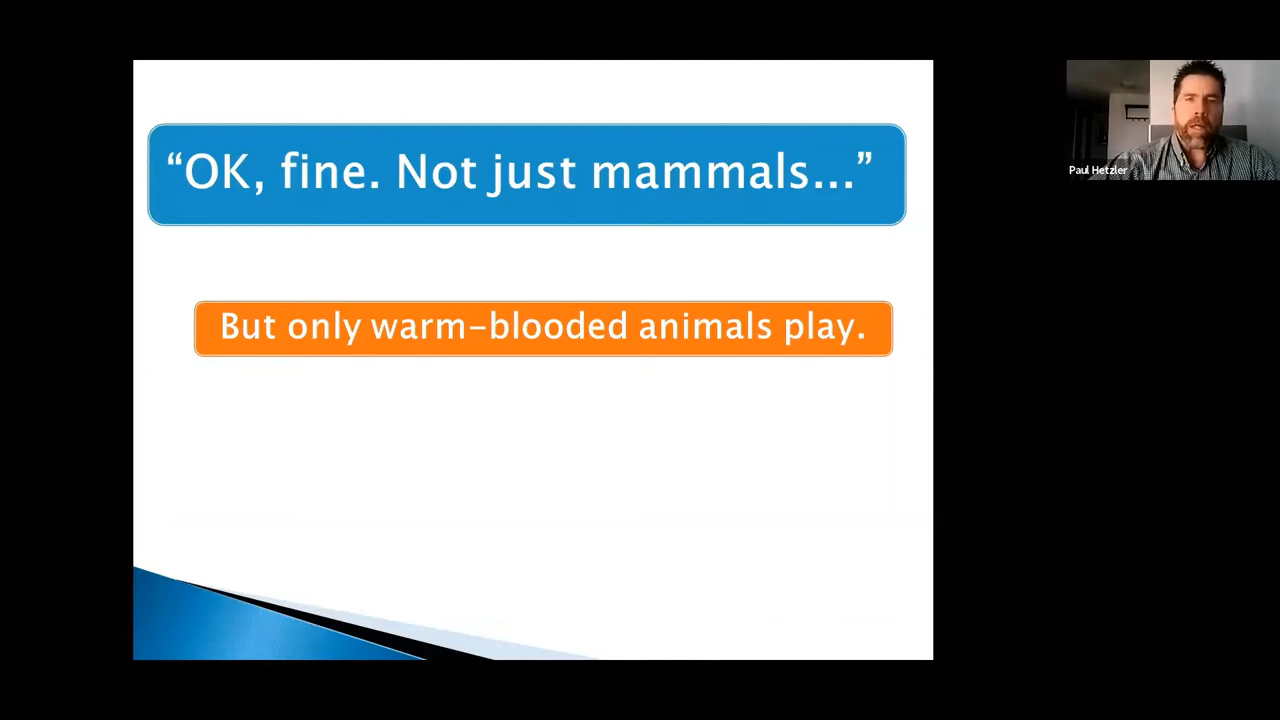 “OK, fine. Not just mammals...”
But only warm-blooded animals play.
Paul Hetzler